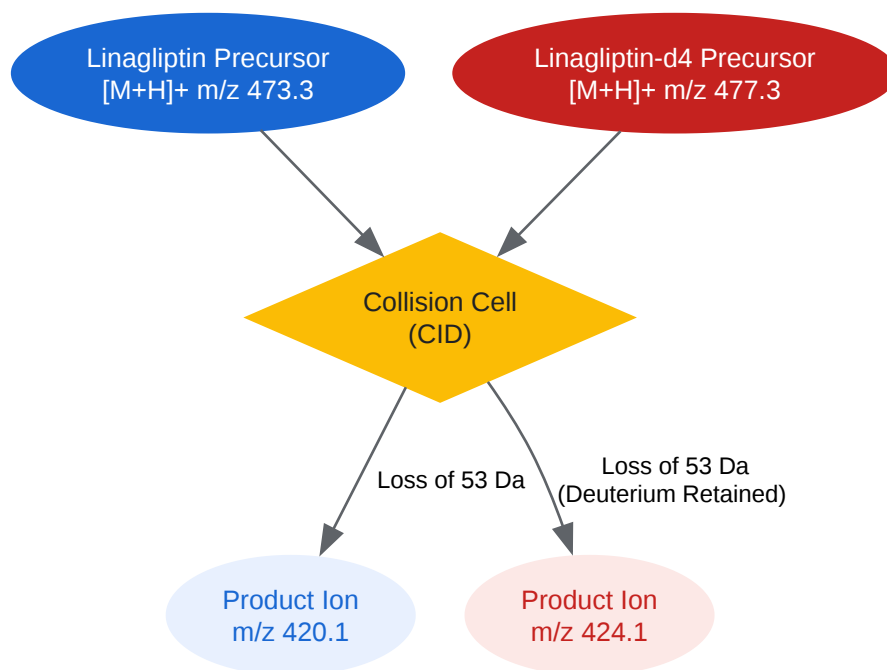 Linagliptin Precursor
[M+H]+ m/z 473.3
Linagliptin-d4 Precursor
[M+H]+ m/z 477.3
Collision Cell
(CID)
Loss of 53 Da
Loss of 53 Da
(Deuterium Retained)
Product Ion
m/z 420.1
Product Ion
m/z 424.1